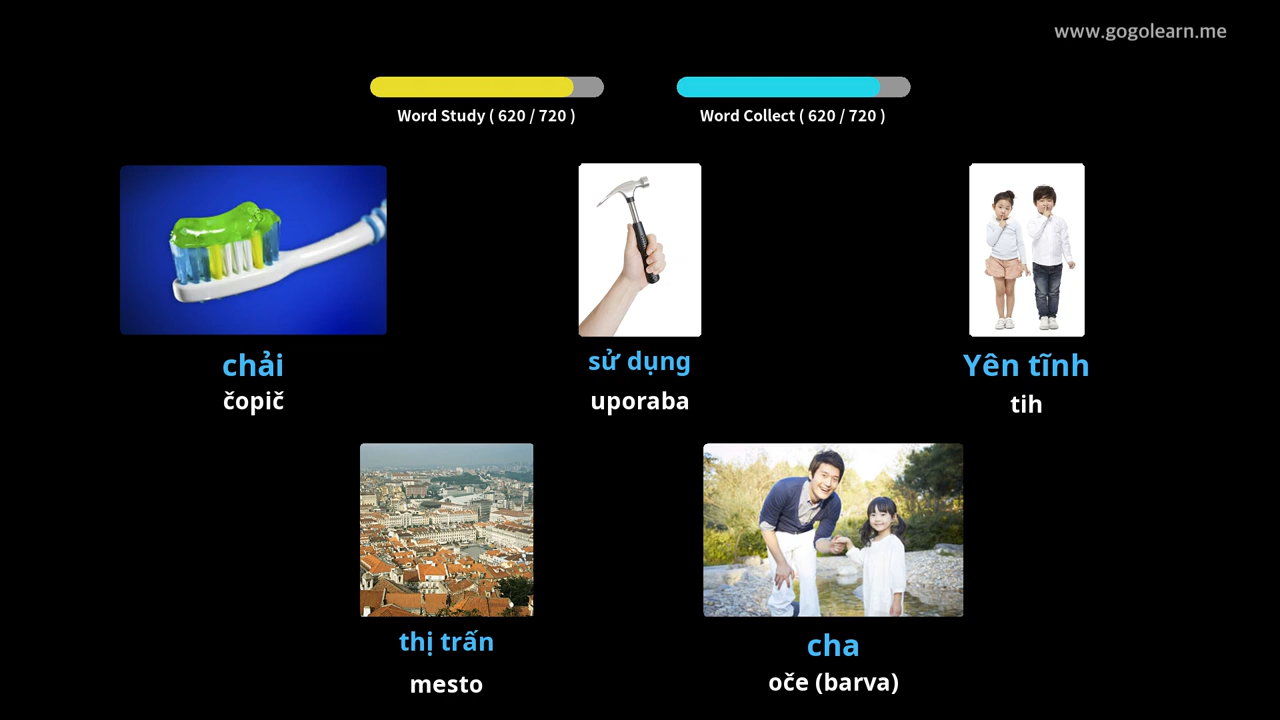 www.gogolearn.me
Word Study ( 620 / 720 )
Word Collect ( 620 / 720 )
chải
čopič
sử dụng
uporaba
Yên tĩnh
tih
thị trấn
mesto
cha
oče (barva)